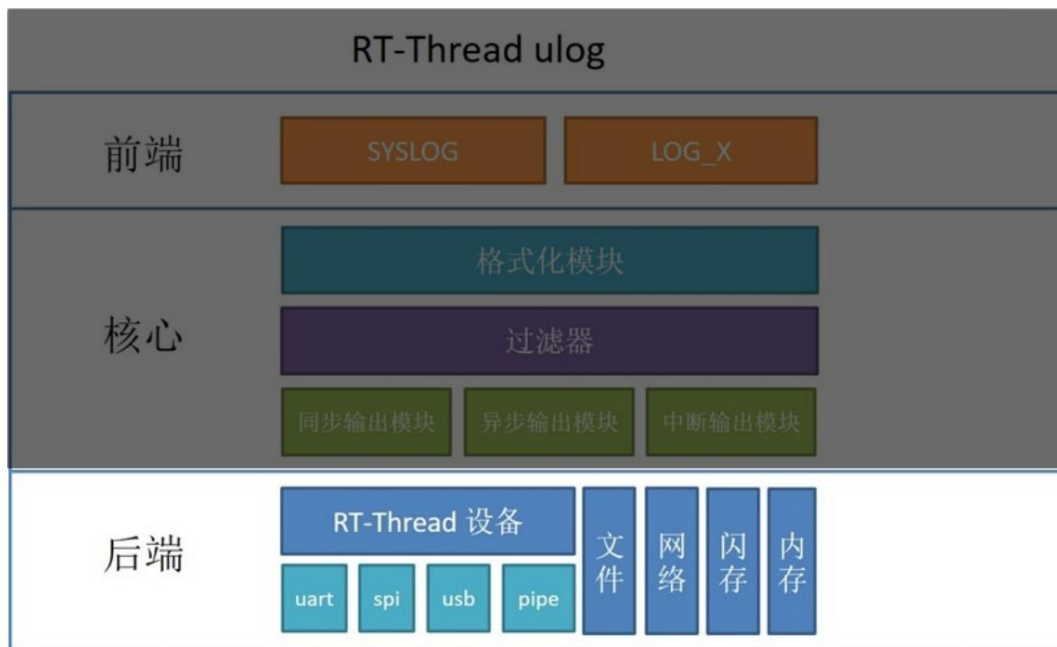 RT-Thread ulog
前端
SYSLOG
LOG_X
核心
格式化模块
过滤器
同步输出模块
异步输出模块
中断输出模块
后端
RT-Thread 设备
uart
spi
usb
pipe
文件
网络
闪存
内存